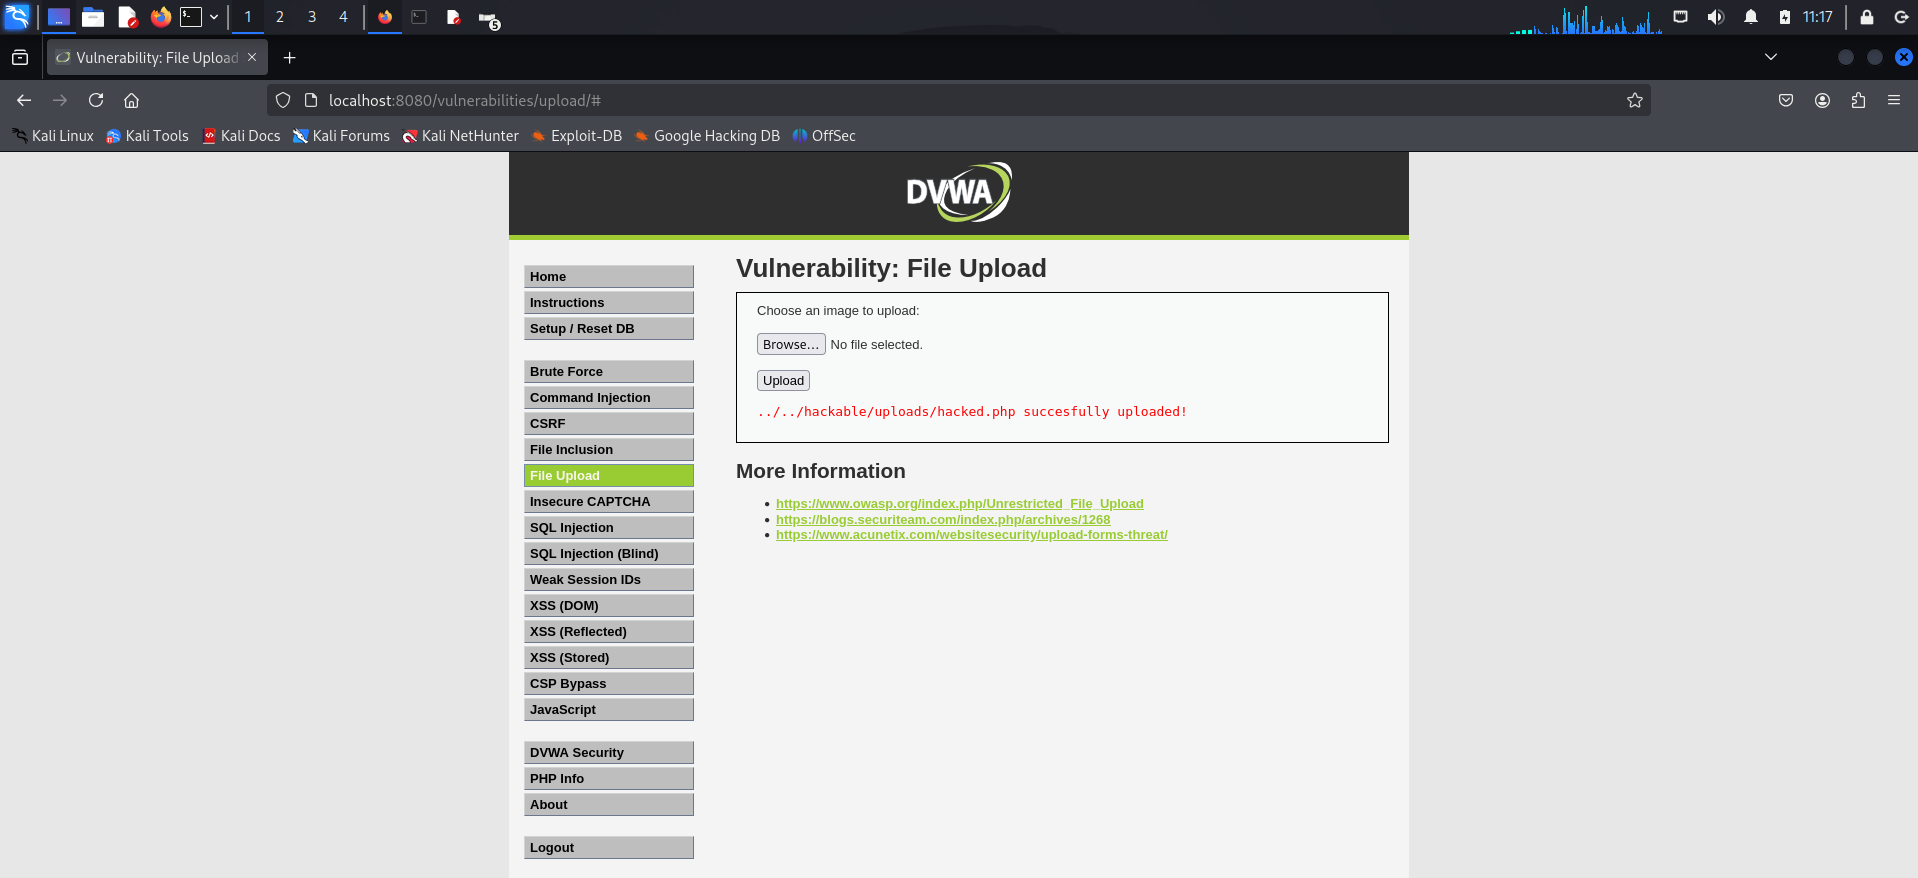 1 2 3 4 5 11:17
Vulnerability: File Upload
localhost:8080/vulnerabilities/upload/#
Kali Linux Kali Tools Kali Docs Kali Forums Kali NetHunter Exploit-DB Google Hacking DB OffSec
DVWA
Home
Instructions
Setup / Reset DB
Brute Force
Command Injection
CSRF
File Inclusion
File Upload
Insecure CAPTCHA
SQL Injection
SQL Injection (Blind)
Weak Session IDs
XSS (DOM)
XSS (Reflected)
XSS (Stored)
CSP Bypass
JavaScript
DVWA Security
PHP Info
About
Logout
Vulnerability: File Upload
Choose an image to upload:
Browse... No file selected.
Upload
../../hackable/uploads/hacked.php succesfully uploaded!
More Information
https://www.owasp.org/index.php/Unrestricted_File_Upload
https://blogs.securiteam.com/index.php/archives/1268
https://www.acunetix.com/websitesecurity/upload-forms-threat/